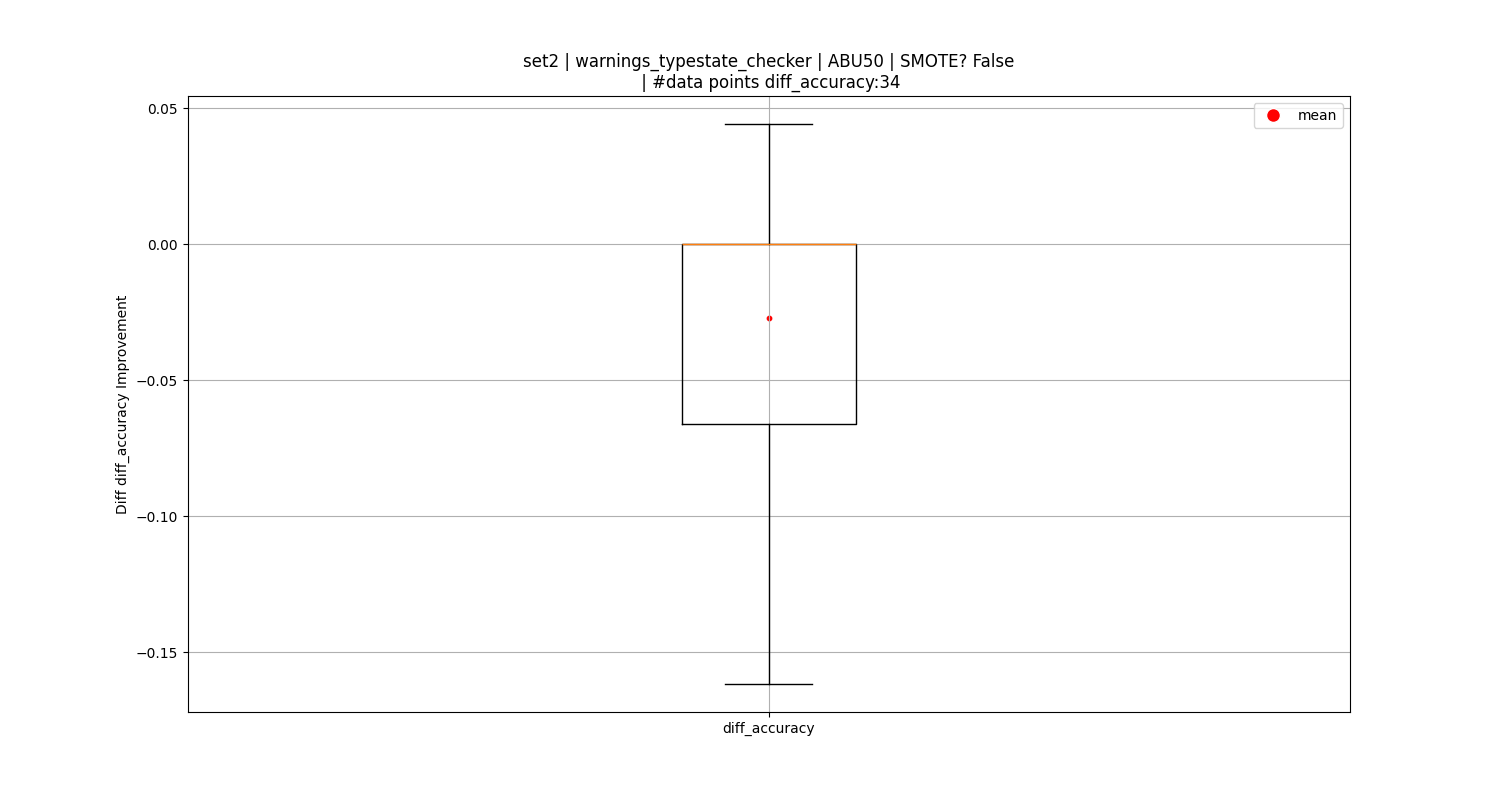 set2 | warnings_typestate_checker | ABU50 | SMOTE? False
| #data points diff_accuracy:34
mean
0.05
0.00
−0.05
−0.10
−0.15
Diff diff_accuracy Improvement
diff_accuracy